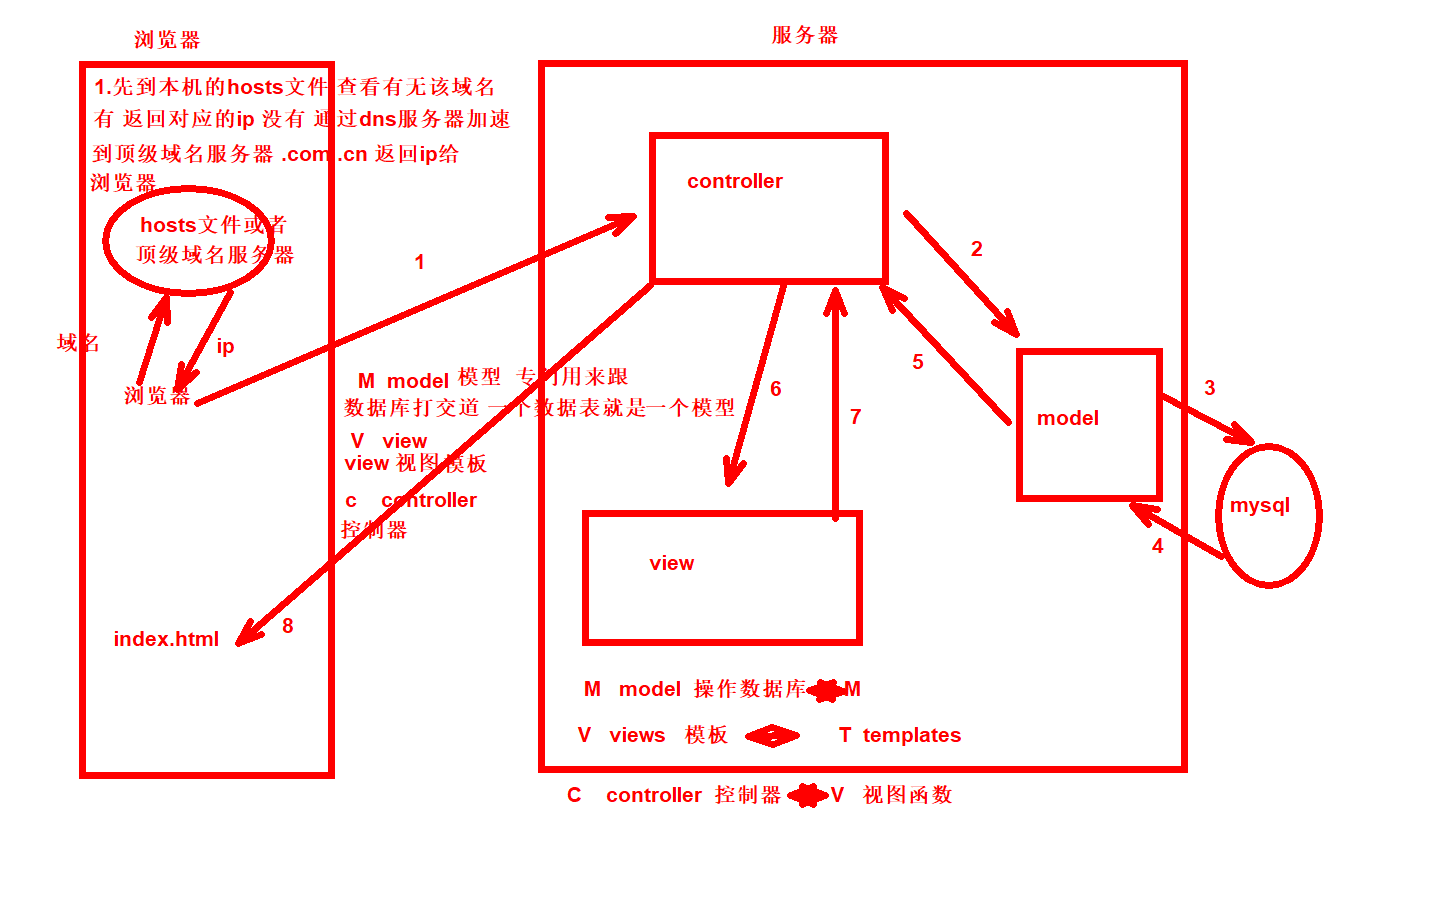 浏览器
1.先到本机的hosts文件 查看有无该域名
有 返回对应的ip 没有 通过dns服务器加速
到顶级域名服务器 .com .cn 返回ip给
浏览器
hosts文件或者
顶级域名服务器
域名
ip
浏览器
index.html
1
M model 模型 专门用来跟
数据库打交道 一个数据表就是一个模型
V view
view 视图模板
c controller
控制器
8
服务器
controller
2
5
6
7
model
3
mysql
4
view
M model 操作数据库 M
V views 模板 T templates
C controller 控制器 V 视图函数